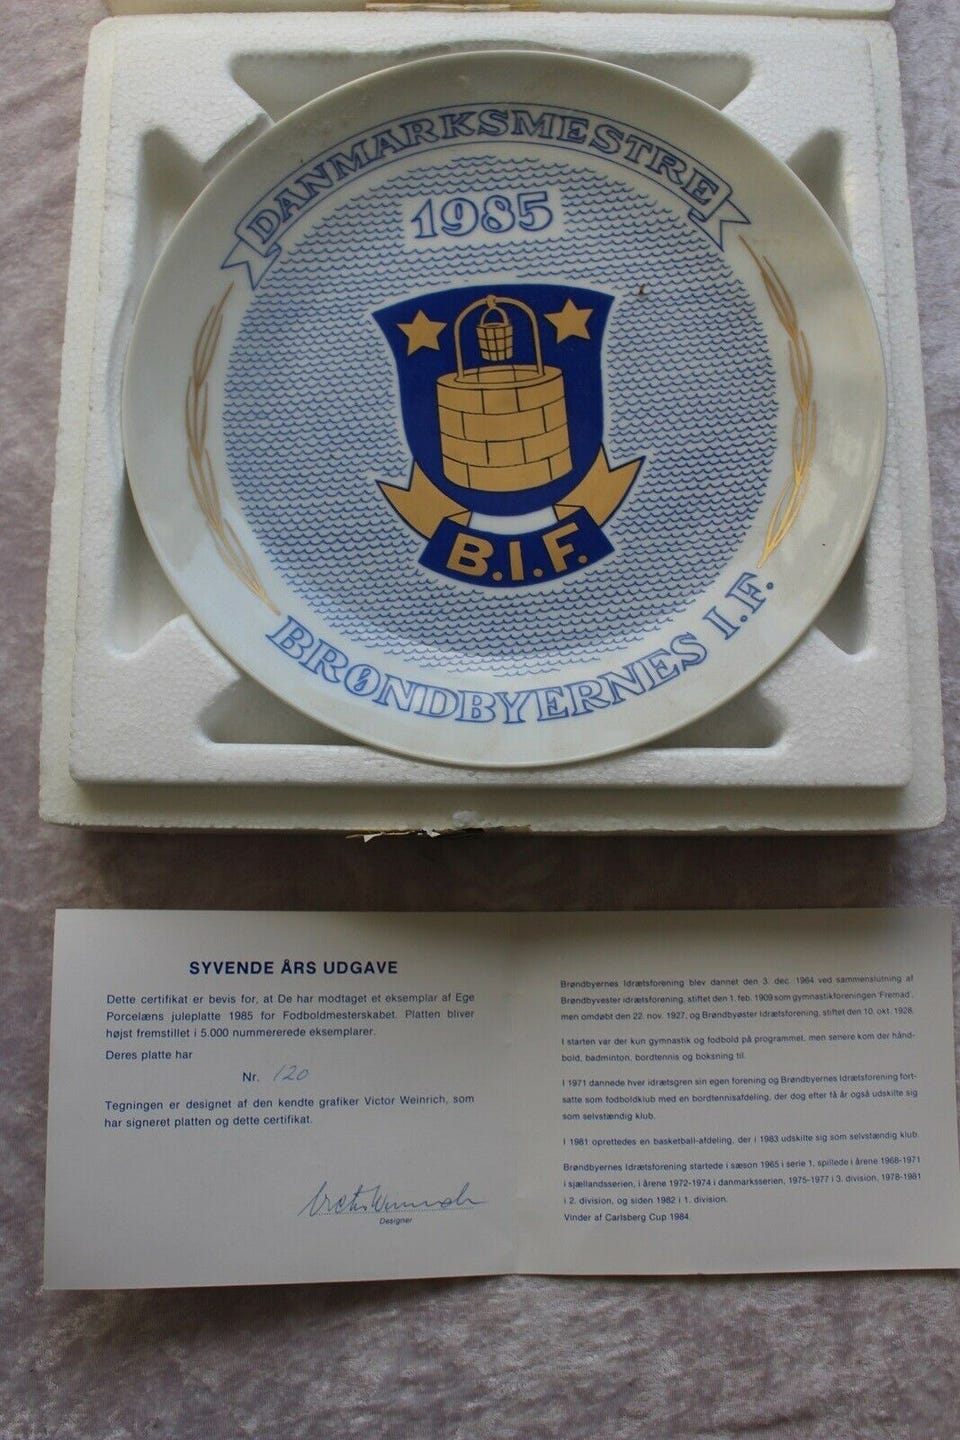 DANMARKSMESTRE
1985
B.I.F.
BRØNDBYERNES I.F.
SYVENDE ÅRS UDGAVE
Dette certifikat er bevis for, at De har modtaget et eksemplar af Ege
Porcelæns juleplatte 1985 for Fodboldmesterskabet. Platten bliver
højst fremstillet i 5.000 nummererede eksemplarer.
Deres platte har
Nr. 120
Tegningen er designet af den kendte grafiker Victor Weinrich, som
har signeret platten og dette certifikat.
Designer
Brøndbyernes Idrætsforening blev dannet den 3. dec. 1964 ved sammenslutning af
Brøndbyvester idrætsforening, stiftet den 1. feb. 1909 som gymnastikforeningen 'Fremad',
men omdøbt den 22. nov. 1927, og Brøndbyøster Idrætsforening, stiftet den 10. okt. 1928.
I starten var der kun gymnastik og fodbold på programmet, men senere kom der hånd-
bold, badminton, bordtennis og boksning til.
I 1971 dannede hver idrætsgren sin egen forening og Brøndbyernes Idrætsforening fort-
satte som fodboldklub med en bordtennisafdeling, der dog efter få år også udskilte sig
som selvstændig klub.
I 1981 oprettedes en basketball-afdeling, der i 1983 udskilte sig som selvstændig klub.
Brøndbyernes Idrætsforening startede i sæson 1965 i serie 1, spillede i årene 1968-1971
i sjællandsserien, i årene 1972-1974 i danmarksserien, 1975-1977 i 3. division, 1978-1981
i 2. division, og siden 1982 i 1. division.
Vinder af Carlsberg Cup 1984.